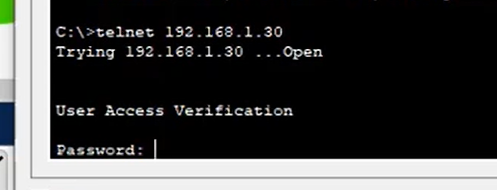 C:\>telnet 192.168.1.30
Trying 192.168.1.30 ...Open
User Access Verification
Password: